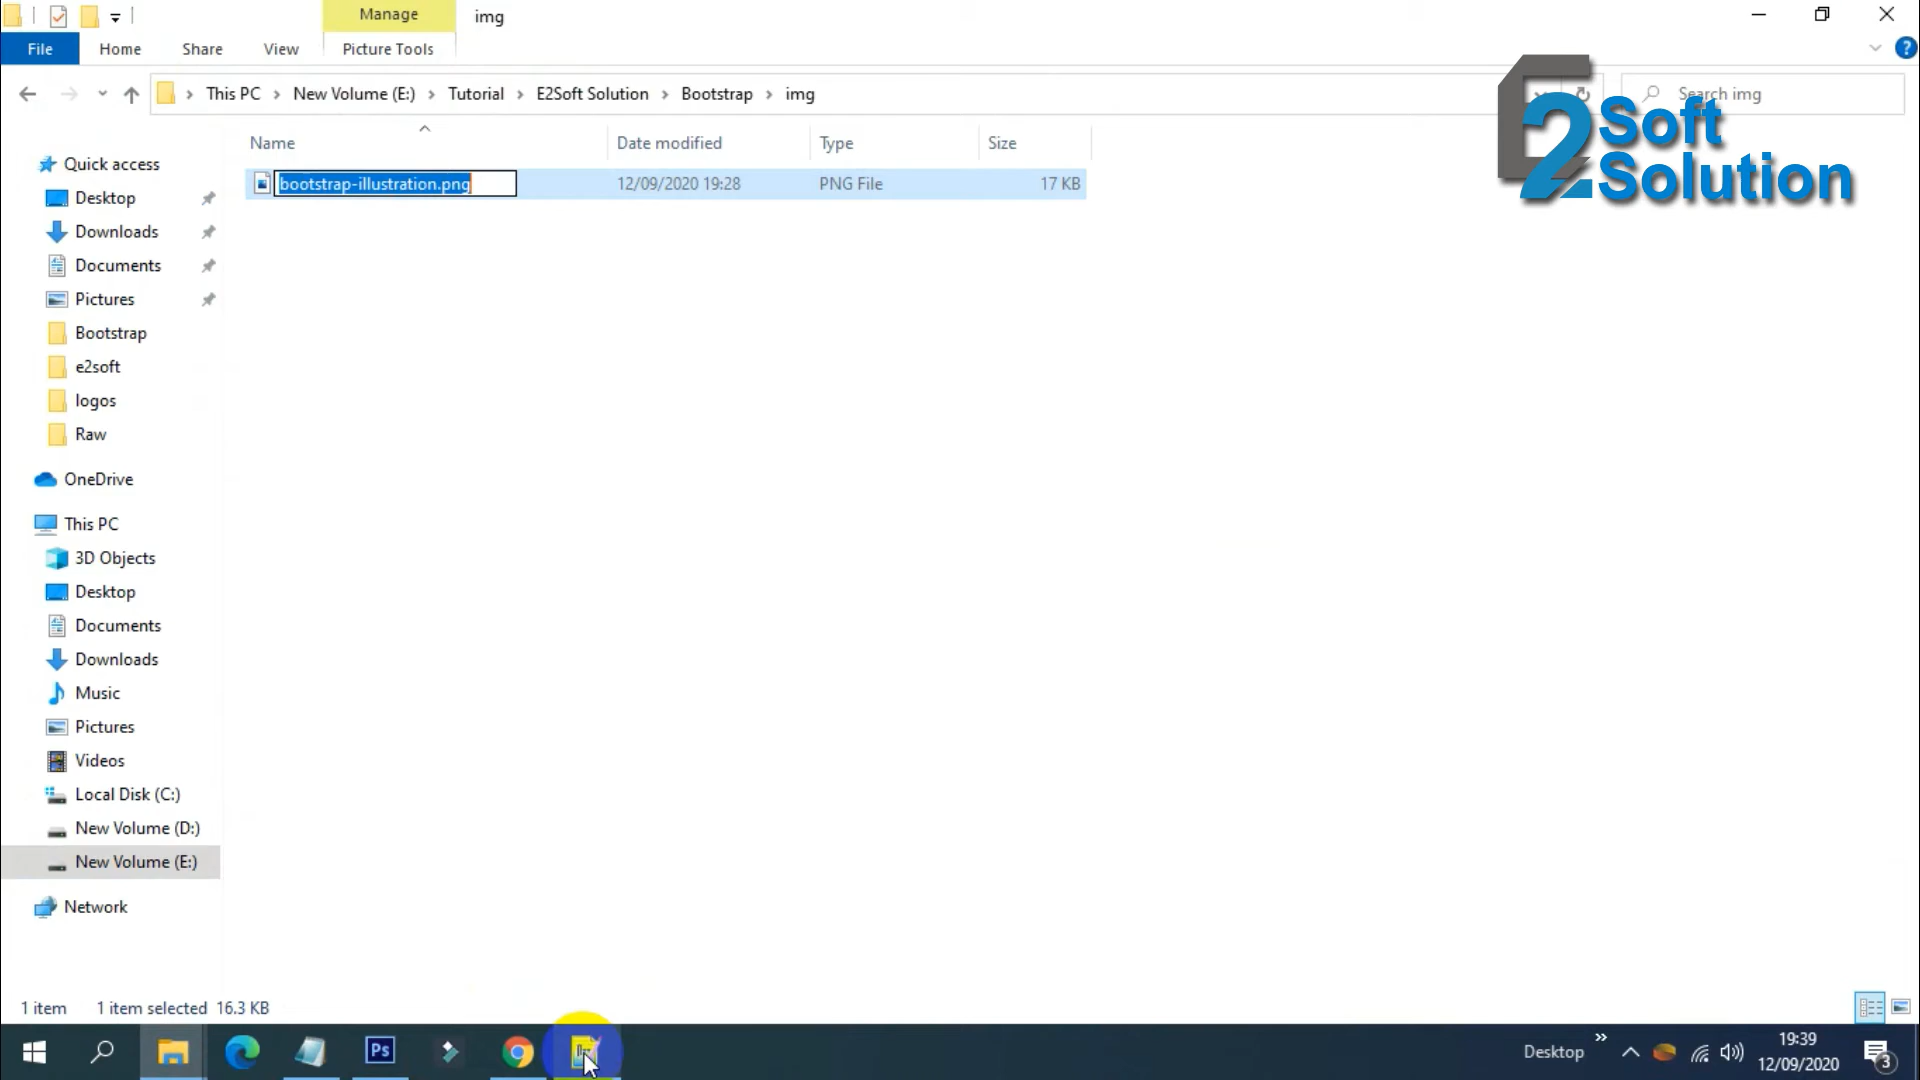 Manage
img
File
Home
Share
View
Picture Tools
This PC
New Volume (E:)
Tutorial
E2Soft Solution
Bootstrap
img
Search img
2 Soft
Solution
Name
Date modified
Type
Size
bootstrap-illustration.png
12/09/2020 19:28
PNG File
17 KB
Quick access
Desktop
Downloads
Documents
Pictures
Bootstrap
e2soft
logos
Raw
OneDrive
This PC
3D Objects
Desktop
Documents
Downloads
Music
Pictures
Videos
Local Disk (C:)
New Volume (D:)
New Volume (E:)
Network
1 item
1 item selected 16.3 KB
Ps
Desktop
19:39
12/09/2020
3